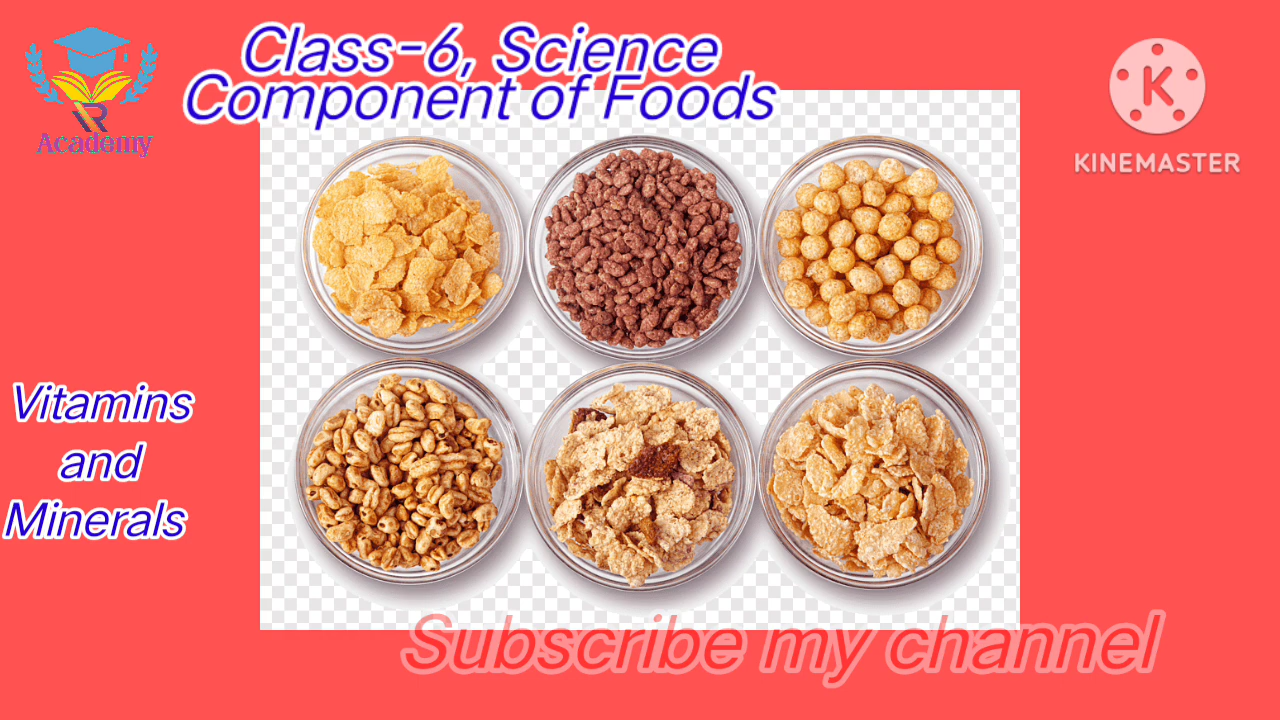 Class-6, Science
Component of Foods
R
Academy
K
KINEMASTER
Vitamins
and
Minerals
Subscribe my channel